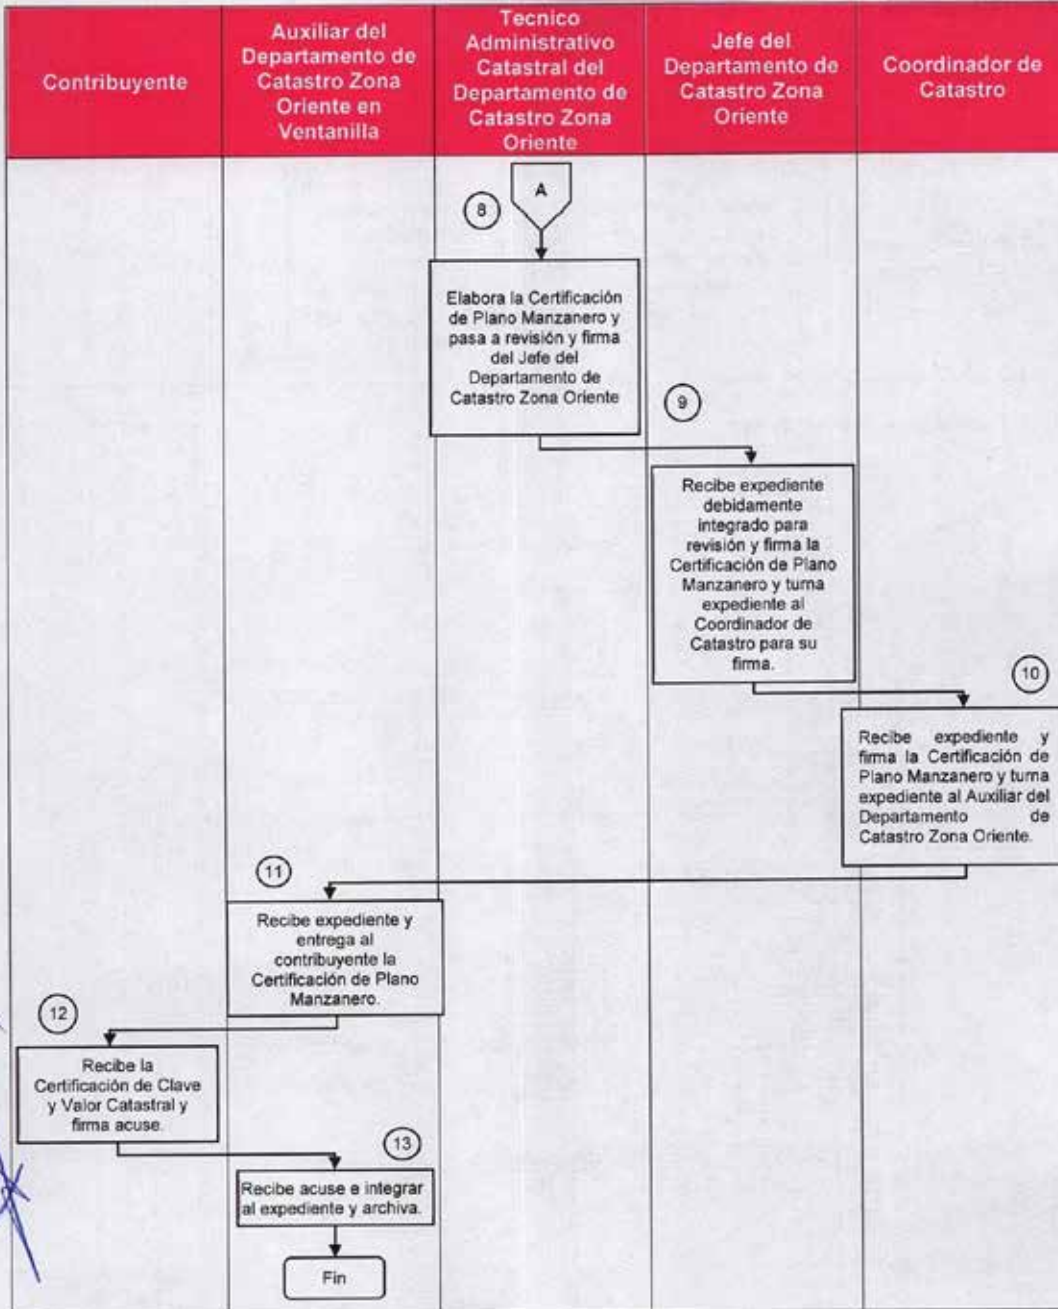 Contribuyente
Auxiliar del
Departamento de
Catastro Zona
Oriente en
Ventanilla
Tecnico
Administrativo
Catastral del
Departamento de
Catastro Zona
Oriente
Jefe del
Departamento de
Catastro Zona
Oriente
Coordinador de
Catastro
A
8
Elabora la Certificación
de Plano Manzanero y
pasa a revisión y firma
del Jefe del
Departamento de
Catastro Zona Oriente
9
Recibe expediente
debidamente
integrado para
revisión y firma la
Certificación de Plano
Manzanero y turna
expediente al
Coordinador de
Catastro para su
firma.
10
Recibe expediente y
firma la Certificación de
Plano Manzanero y turna
expediente al Auxiliar del
Departamento de
Catastro Zona Oriente.
11
Recibe expediente y
entrega al
contribuyente la
Certificación de Plano
Manzanero.
12
Recibe la
Certificación de Clave
y Valor Catastral y
firma acuse.
13
Recibe acuse e integrar
al expediente y archiva.
Fin